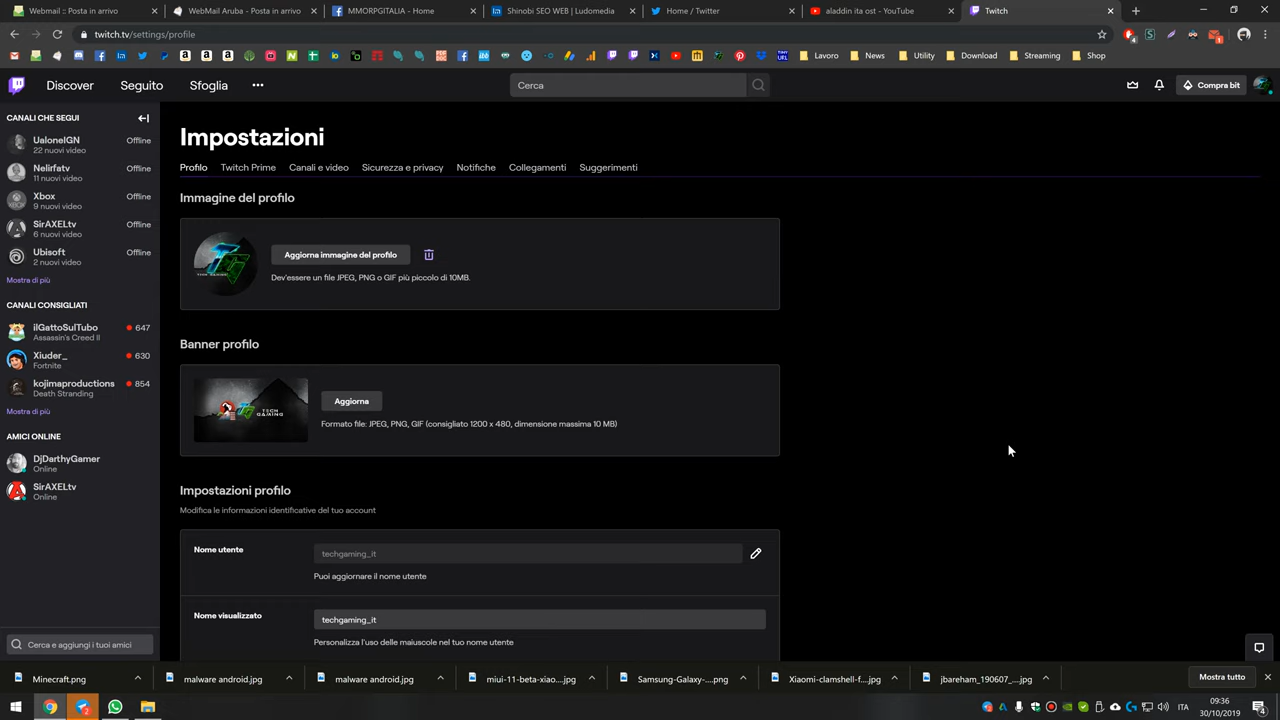 Webmail :: Posta in arrivo
WebMail Aruba - Posta in arrivo
MMORPGITALIA - Home
Shinobi SEO WEB | Ludomedia
Home / Twitter
aladdin ita ost - YouTube
Twitch
twitch.tv/settings/profile
Lavoro
News
Utility
Download
Streaming
Shop
Discover
Seguito
Sfoglia
Cerca
Compra bit
CANALI CHE SEGUI
UaloneIGN
Offline
22 nuovi video
Nelirfatv
Offline
11 nuovi video
Xbox
Offline
9 nuovi video
SirAXELtv
Offline
6 nuovi video
Ubisoft
Offline
2 nuovi video
Mostra di più
CANALI CONSIGLIATI
ilGattoSulTubo
647
Assassin's Creed II
Xiuder_
630
Fortnite
kojimaproductions
854
Death Stranding
Mostra di più
AMICI ONLINE
DjDarthyGamer
Online
SirAXELtv
Online
Cerca e aggiungi i tuoi amici
Impostazioni
Profilo
Twitch Prime
Canali e video
Sicurezza e privacy
Notifiche
Collegamenti
Suggerimenti
Immagine del profilo
Aggiorna immagine del profilo
Dev'essere un file JPEG, PNG o GIF più piccolo di 10MB.
Banner profilo
TECH
GAMING
Aggiorna
Formato file: JPEG, PNG, GIF (consigliato 1200 x 480, dimensione massima 10 MB)
Impostazioni profilo
Modifica le informazioni identificative del tuo account
Nome utente
techgaming_it
Puoi aggiornare il nome utente
Nome visualizzato
techgaming_it
Personalizza l'uso delle maiuscole nel tuo nome utente
Minecraft.png
malware android.jpg
malware android.jpg
miui-11-beta-xiao....jpg
Samsung-Galaxy-....png
Xiaomi-clamshell-f....jpg
jbareham_190607_....jpg
Mostra tutto
ITA
09:36
30/10/2019